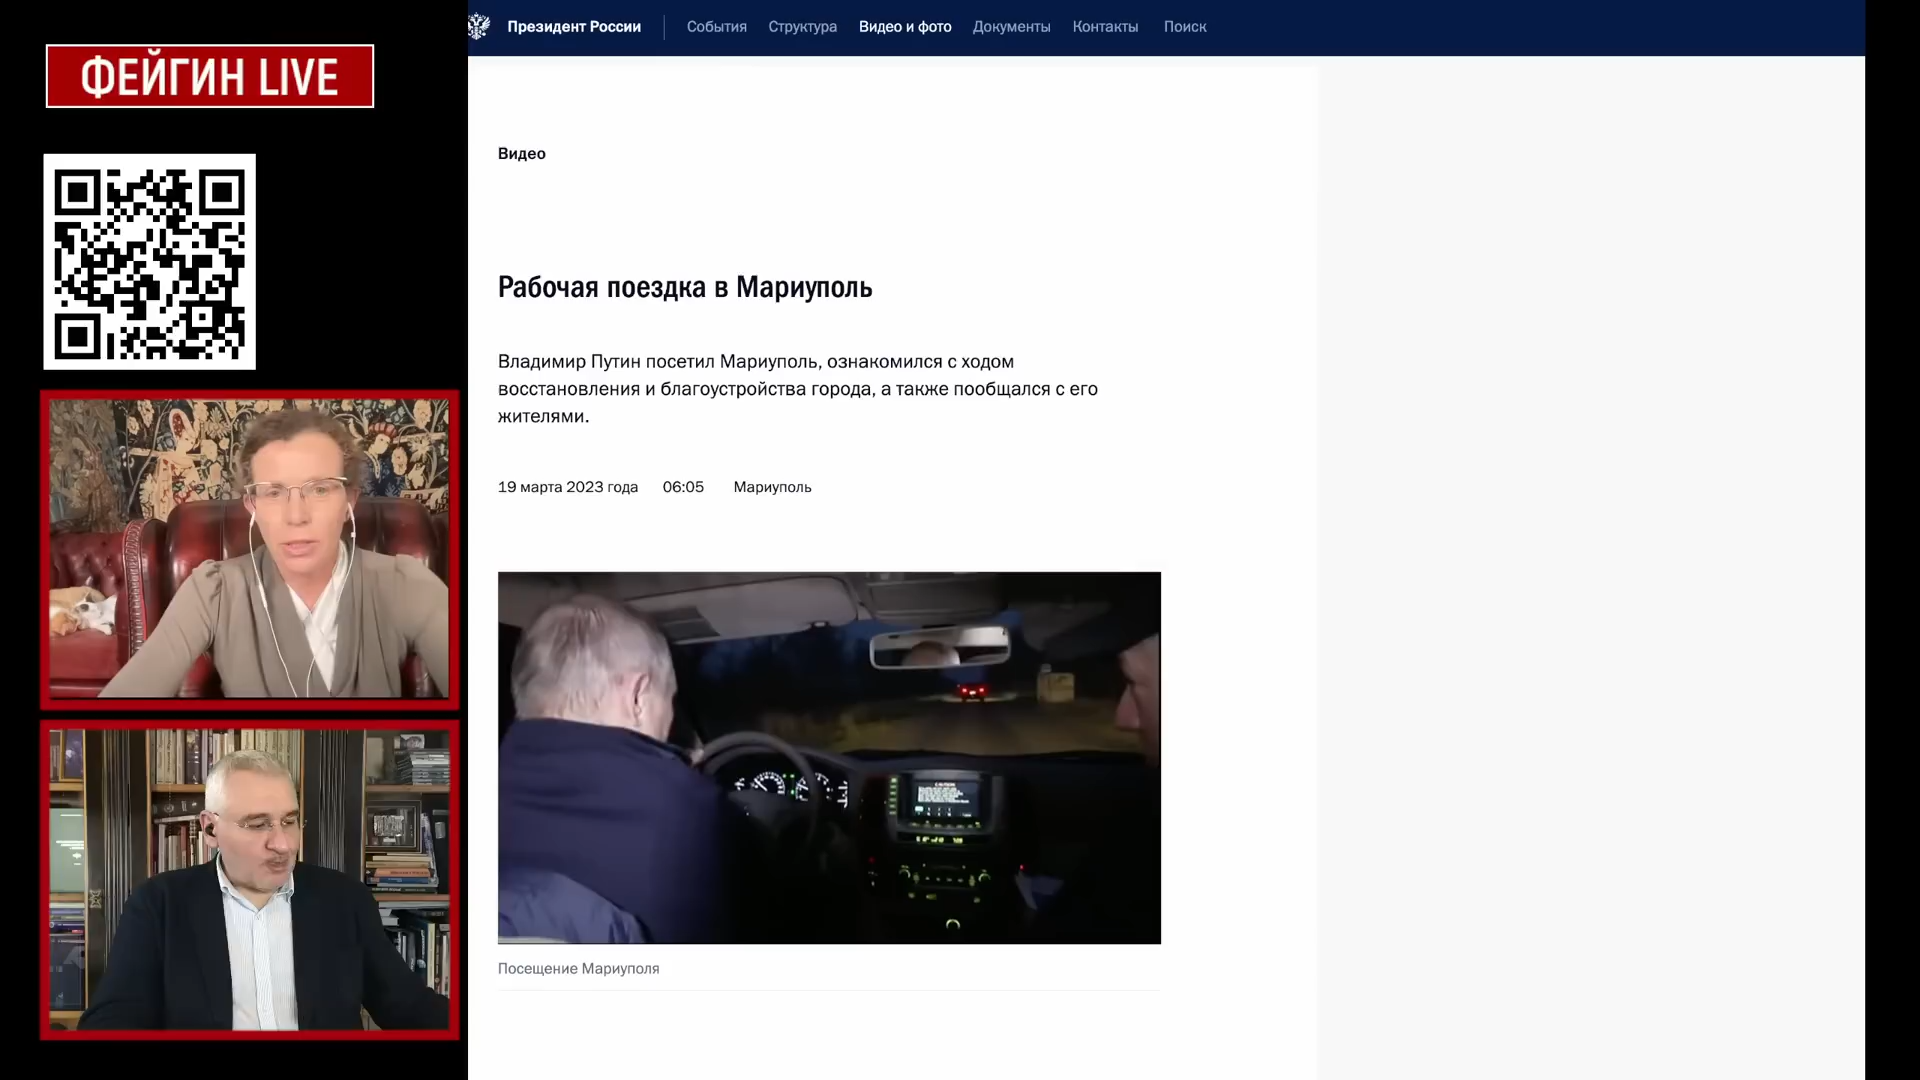 ФЕЙГИН LIVE
Президент России
События
Структура
Видео и фото
Документы
Контакты
Поиск
Видео
Рабочая поездка в Мариуполь
Владимир Путин посетил Мариуполь, ознакомился с ходом
восстановления и благоустройства города, а также пообщался с его
жителями.
19 марта 2023 года
06:05
Мариуполь
Посещение Мариуполя